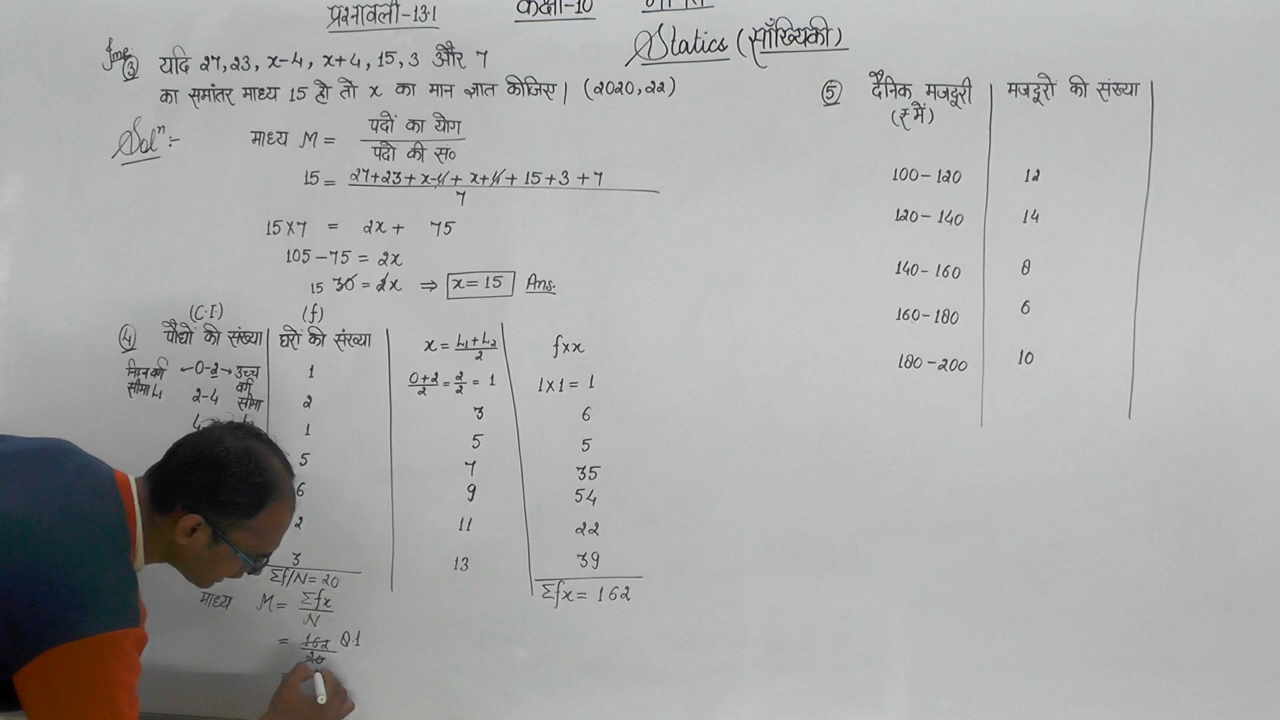 प्रश्नावली-13.1 कक्षा-10
Statics (साँख्यिकी)
Imp ③ यदि 27, 23, x-4, x+4, 15, 3 और 7
का समांतर माध्य 15 हो तो x का मान ज्ञात कीजिए। (2020,22)
Solⁿ:- माध्य M = पदों का योग / पदों की स०
15 = 27+23+x-4+x+4+15+3+7 / 7
15×7 = 2x + 75
105-75 = 2x
15 30 = 2x ⇒ x=15 Ans.
(C.I) (f)
④ पौधों की संख्या घरों की संख्या x = L₁+L₂ / 2 f×x
निम्न वर्ग सीमा L₁ 0-2 → उच्च वर्ग सीमा 1 0+2/2 = 2/2 = 1 1×1 = 1
2-4 2 3 6
1 5 5
5 7 35
6 9 54
2 11 22
3 13 39
Σf/N = 20 Σfx = 162
माध्य M = Σfx / N
= 162 / 20 8.1
⑤ दैनिक मजदूरी (₹ में) मजदूरों की संख्या
100-120 12
120-140 14
140-160 8
160-180 6
180-200 10